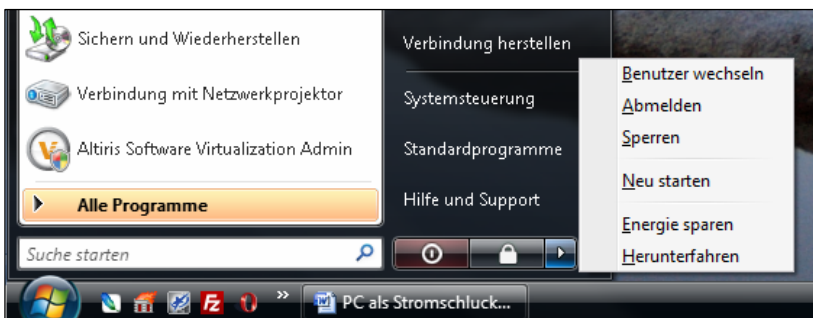 Sichern und Wiederherstellen
Verbindung mit Netzwerkprojektor
Altiris Software Virtualization Admin
Alle Programme
Suche starten
Verbindung herstellen
Systemsteuerung
Standardprogramme
Hilfe und Support
Benutzer wechseln
Abmelden
Sperren
Neu starten
Energie sparen
Herunterfahren
Fz
»
PC als Stromschluck...